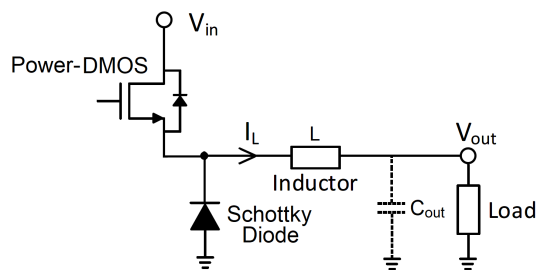 Vin
Power-DMOS
IL
L
Vout
Inductor
Schottky
Diode
Cout
Load